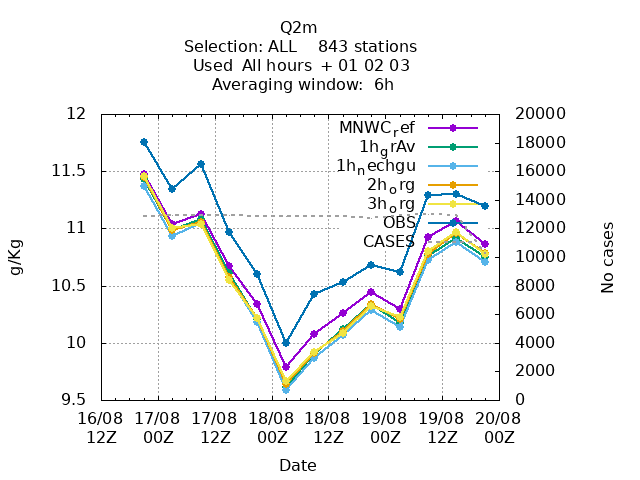 Q2m
Selection: ALL    843 stations
Used  All hours  + 01 02 03
Averaging window:  6h
12
11.5
11
10.5
10
9.5
g/Kg
20000
18000
16000
14000
12000
10000
8000
6000
4000
2000
0
No cases
MNWC_ref
1h_grAv
1h_nechgu
2h_org
3h_org
OBS
CASES
16/08 12Z
17/08 00Z
17/08 12Z
18/08 00Z
18/08 12Z
19/08 00Z
19/08 12Z
20/08 00Z
Date